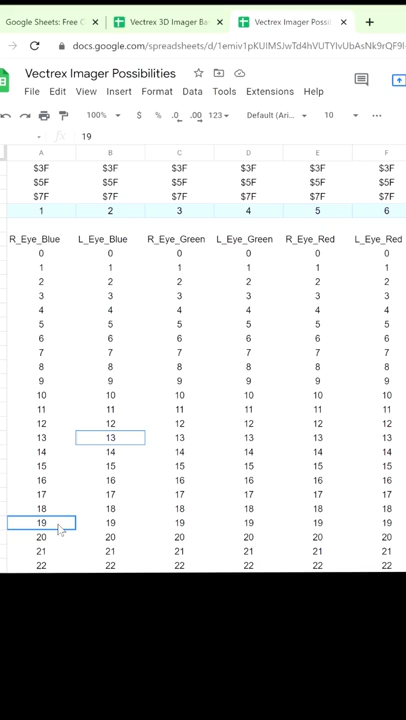 Google Sheets: Free C
Vectrex 3D Imager Ba
Vectrex Imager Possi
docs.google.com/spreadsheets/d/1emiv1pKUIMSJwTd4hVUTYIvUbAsNk9rQF9I
Vectrex Imager Possibilities
File Edit View Insert Format Data Tools Extensions Help
100% $ % .0 .00 123 Default (Ari... 10
fx 19
A B C D E F
$3F $3F $3F $3F $3F $3F
$5F $5F $5F $5F $5F $5F
$7F $7F $7F $7F $7F $7F
1 2 3 4 5 6
R_Eye_Blue L_Eye_Blue R_Eye_Green L_Eye_Green R_Eye_Red L_Eye_Red
0 0 0 0 0 0
1 1 1 1 1 1
2 2 2 2 2 2
3 3 3 3 3 3
4 4 4 4 4 4
5 5 5 5 5 5
6 6 6 6 6 6
7 7 7 7 7 7
8 8 8 8 8 8
9 9 9 9 9 9
10 10 10 10 10 10
11 11 11 11 11 11
12 12 12 12 12 12
13 13 13 13 13 13
14 14 14 14 14 14
15 15 15 15 15 15
16 16 16 16 16 16
17 17 17 17 17 17
18 18 18 18 18 18
19 19 19 19 19 19
20 20 20 20 20 20
21 21 21 21 21 21
22 22 22 22 22 22